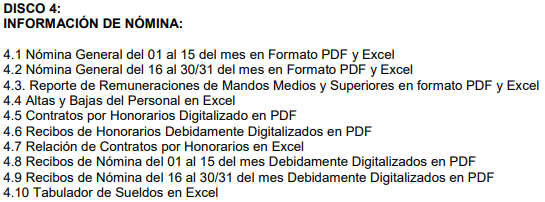 DISCO 4:
INFORMACIÓN DE NÓMINA:
4.1 Nómina General del 01 al 15 del mes en Formato PDF y Excel
4.2 Nómina General del 16 al 30/31 del mes en Formato PDF y Excel
4.3. Reporte de Remuneraciones de Mandos Medios y Superiores en formato PDF y Excel
4.4 Altas y Bajas del Personal en Excel
4.5 Contratos por Honorarios Digitalizado en PDF
4.6 Recibos de Honorarios Debidamente Digitalizados en PDF
4.7 Relación de Contratos por Honorarios en Excel
4.8 Recibos de Nómina del 01 al 15 del mes Debidamente Digitalizados en PDF
4.9 Recibos de Nómina del 16 al 30/31 del mes Debidamente Digitalizados en PDF
4.10 Tabulador de Sueldos en Excel